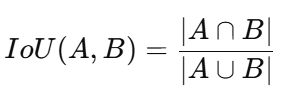 IoU(A, B) = |A ∩ B| / |A ∪ B|